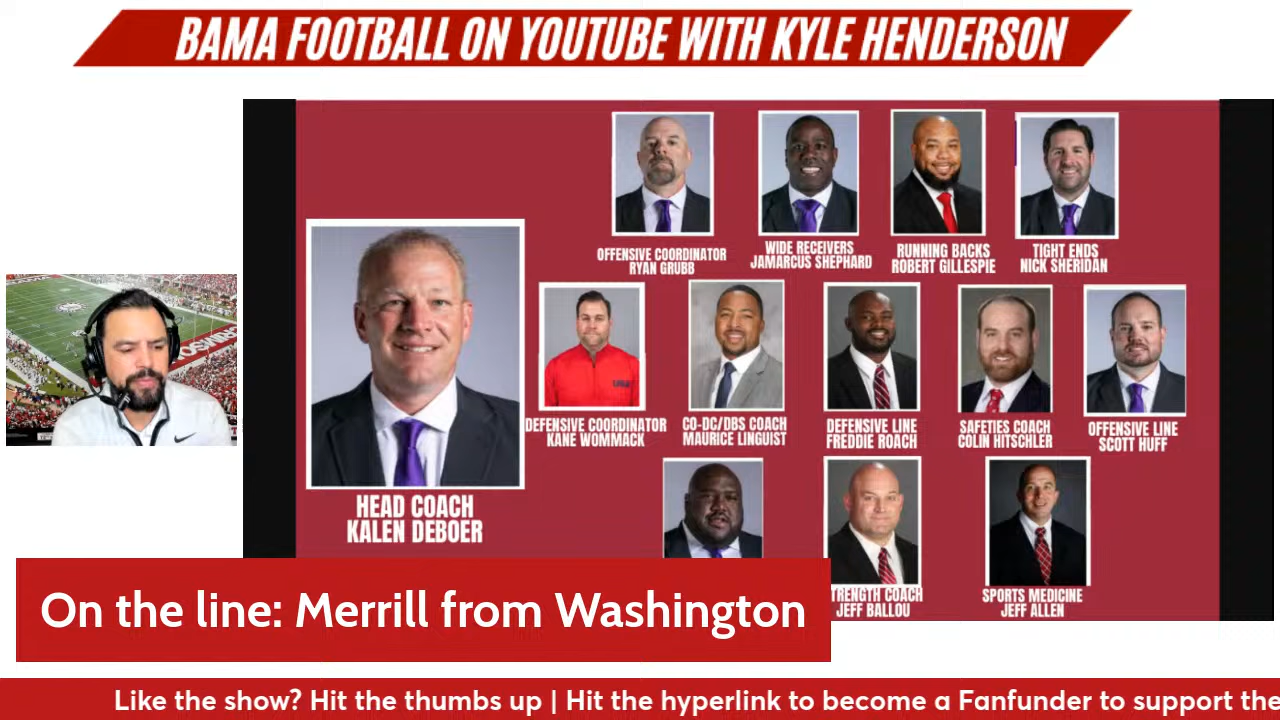 BAMA FOOTBALL ON YOUTUBE WITH KYLE HENDERSON
OFFENSIVE COORDINATOR
RYAN GRUBB
WIDE RECEIVERS
JAMARCUS SHEPHARD
RUNNING BACKS
ROBERT GILLESPIE
TIGHT ENDS
NICK SHERIDAN
HEAD COACH
KALEN DEBOER
DEFENSIVE COORDINATOR
KANE WOMMACK
CO-DC/DBS COACH
MAURICE LINGUIST
DEFENSIVE LINE
FREDDIE ROACH
SAFETIES COACH
COLIN HITSCHLER
OFFENSIVE LINE
SCOTT HUFF
TRENGTH COACH
JEFF BALLOU
SPORTS MEDICINE
JEFF ALLEN
On the line: Merrill from Washington
Like the show? Hit the thumbs up | Hit the hyperlink to become a Fanfunder to support the